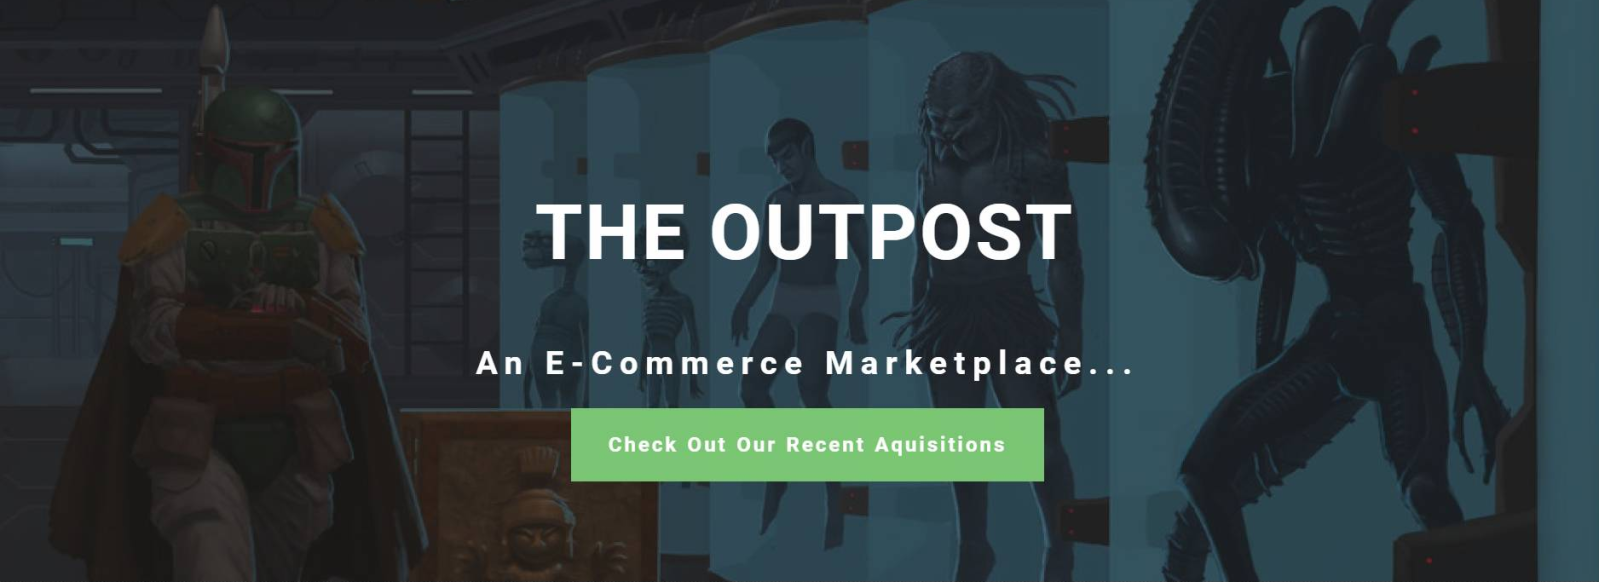 THE OUTPOST
An E-Commerce Marketplace...
Check Out Our Recent Aquisitions